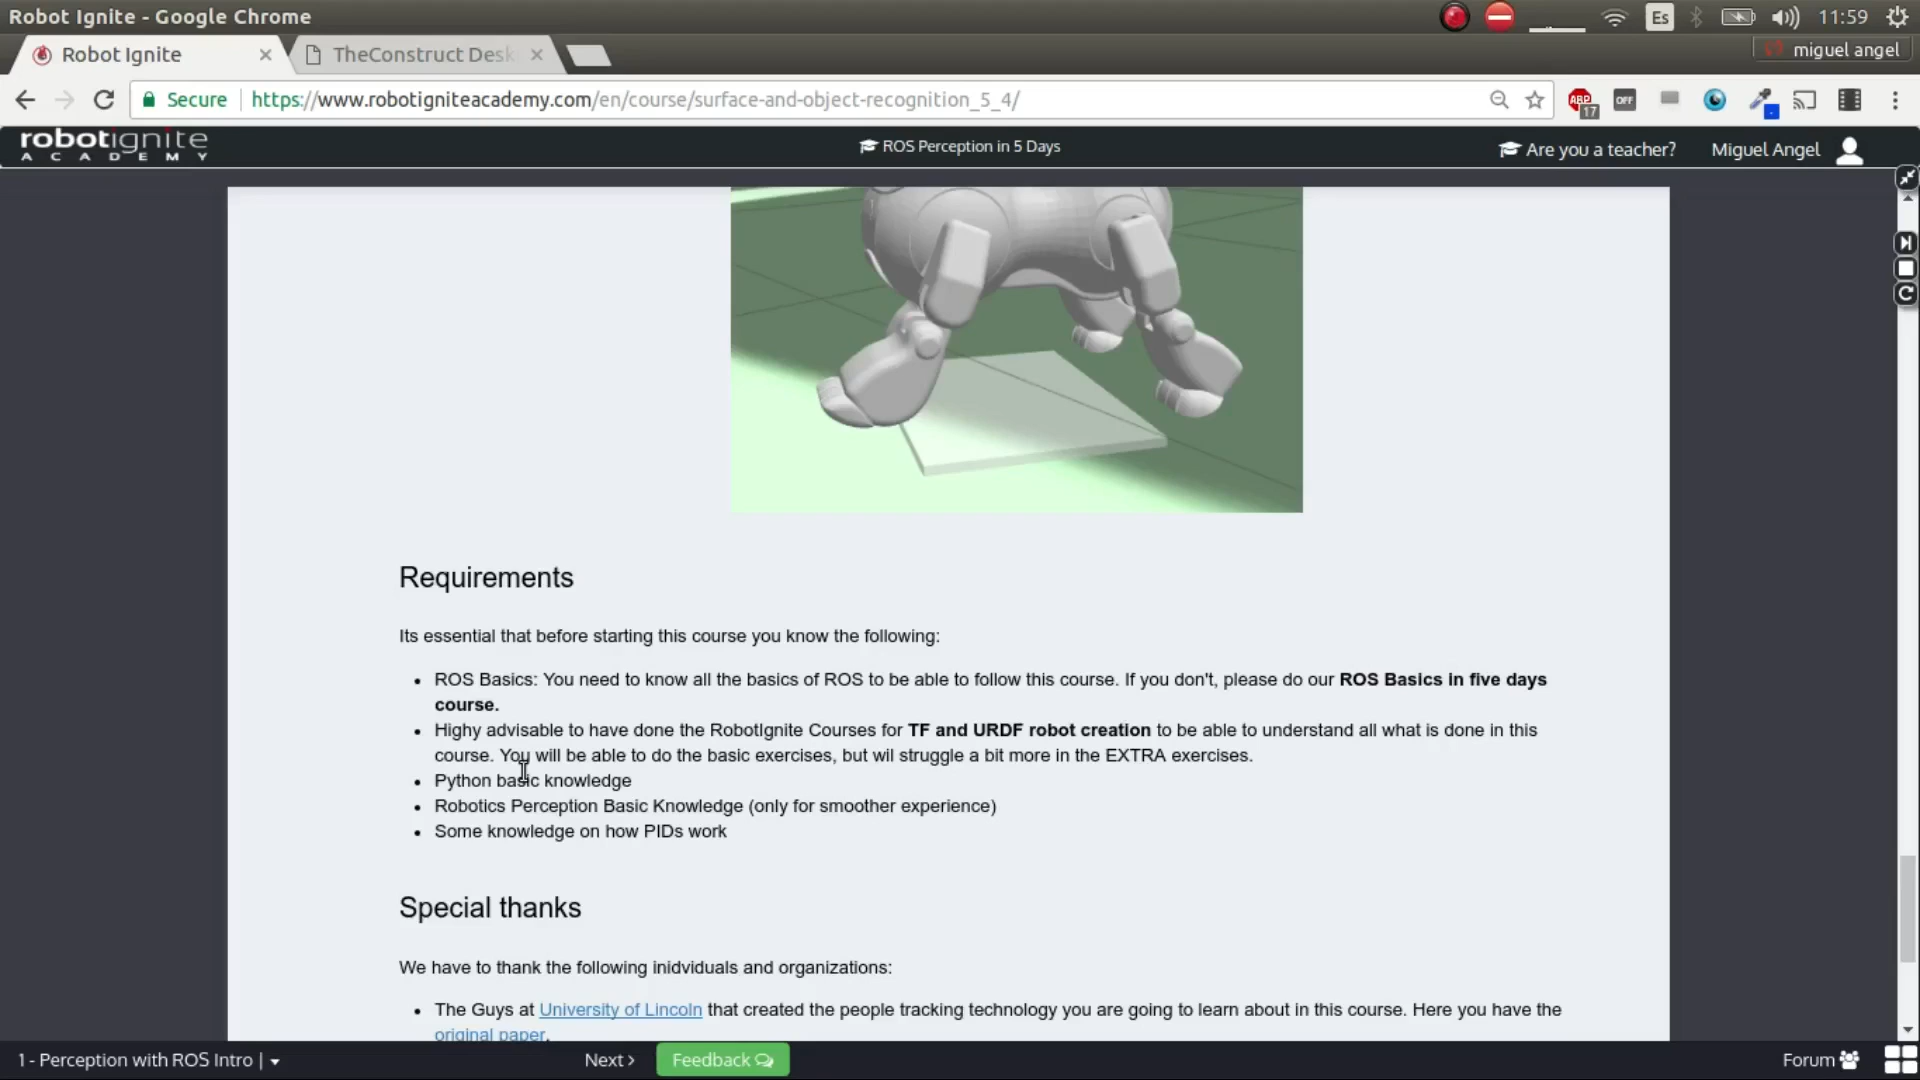 Robot Ignite - Google Chrome
Es
11:59
Robot Ignite
TheConstruct Desk
miguel angel
Secure
https://www.robotigniteacademy.com/en/course/surface-and-object-recognition_5_4/
ABP
17
OFF
robotignite
ACADEMY
ROS Perception in 5 Days
Are you a teacher?
Miguel Angel
Requirements
Its essential that before starting this course you know the following:
• ROS Basics: You need to know all the basics of ROS to be able to follow this course. If you don't, please do our ROS Basics in five days
course.
• Highy advisable to have done the RobotIgnite Courses for TF and URDF robot creation to be able to understand all what is done in this
course. You will be able to do the basic exercises, but wil struggle a bit more in the EXTRA exercises.
• Python basic knowledge
• Robotics Perception Basic Knowledge (only for smoother experience)
• Some knowledge on how PIDs work
Special thanks
We have to thank the following inidviduals and organizations:
• The Guys at University of Lincoln that created the people tracking technology you are going to learn about in this course. Here you have the
original paper.
1 - Perception with ROS Intro |
Next >
Feedback
Forum